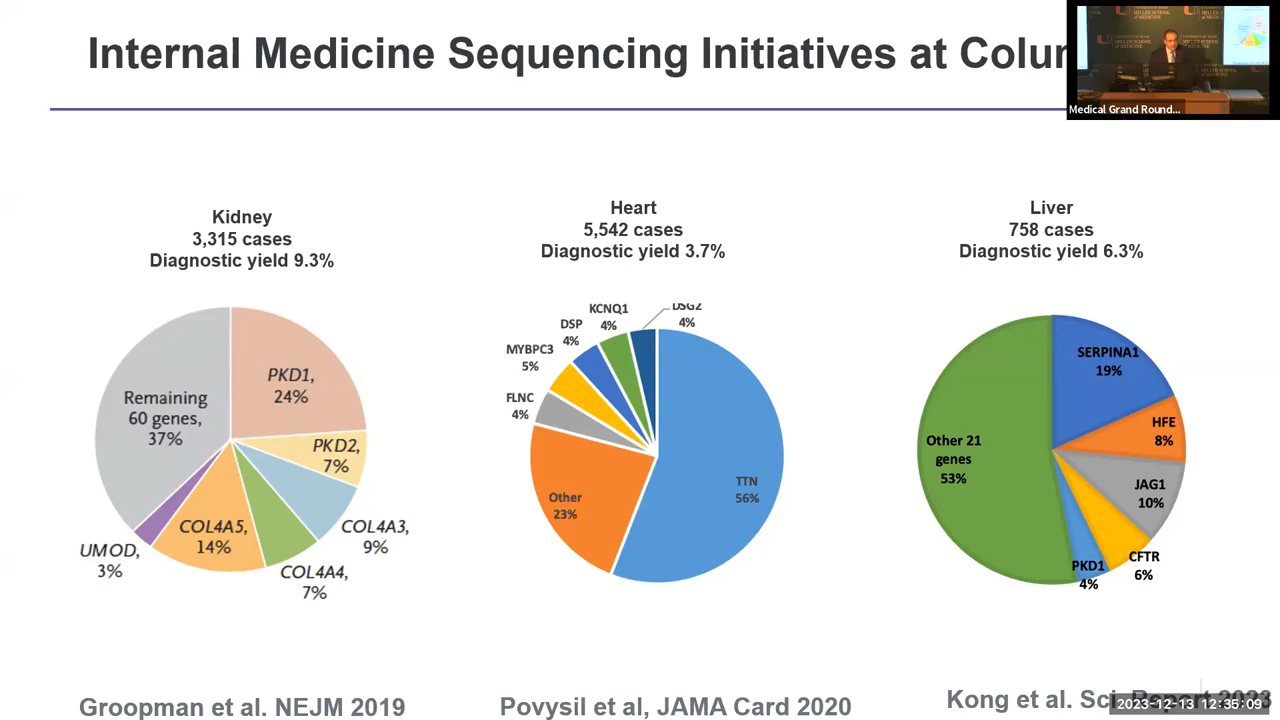 Internal Medicine Sequencing Initiatives at Colu
Medical Grand Round...
Kidney
3,315 cases
Diagnostic yield 9.3%
PKD1,
24%
PKD2,
7%
COL4A3,
9%
COL4A4,
7%
COL4A5,
14%
UMOD,
3%
Remaining
60 genes,
37%
Groopman et al. NEJM 2019
Heart
5,542 cases
Diagnostic yield 3.7%
KCNQ1
4%
DSG2
4%
DSP
4%
MYBPC3
5%
FLNC
4%
Other
23%
TTN
56%
Povysil et al, JAMA Card 2020
Liver
758 cases
Diagnostic yield 6.3%
SERPINA1
19%
HFE
8%
JAG1
10%
CFTR
6%
PKD1
4%
Other 21
genes
53%
Kong et al. Sci. Report 2023
2023-12-13 12:35:09